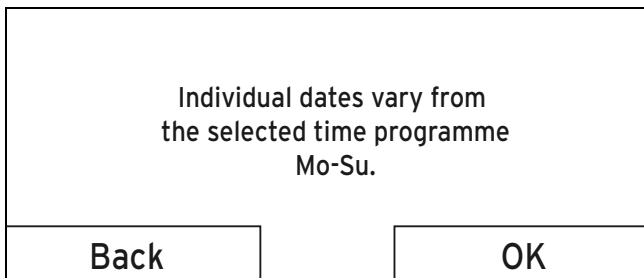 Individual dates vary from
the selected time programme
Mo-Su.
Back
OK